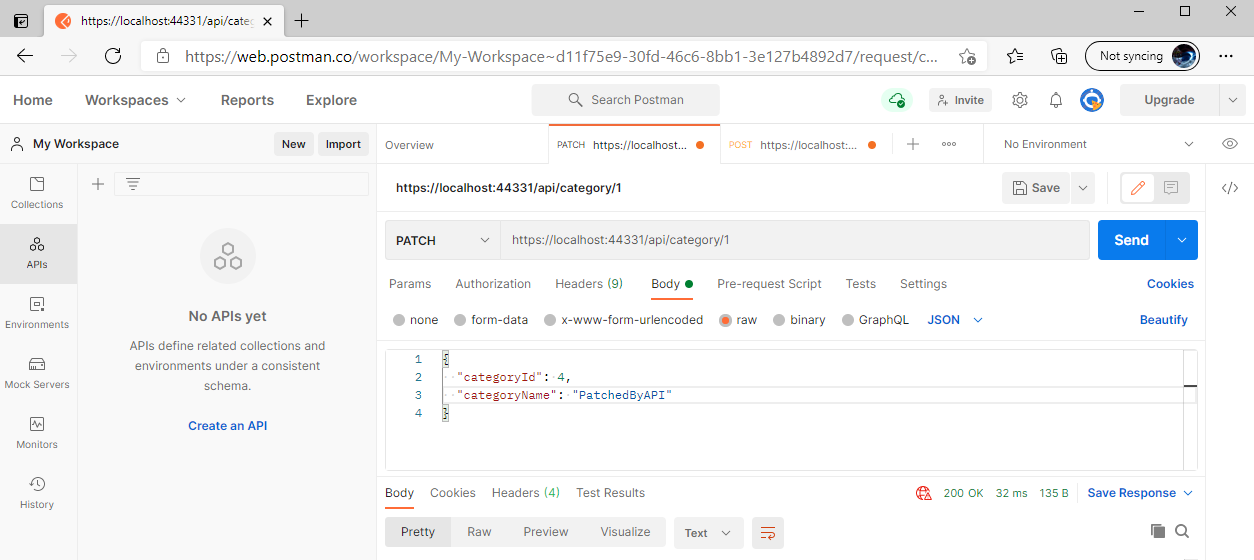 https://localhost:44331/api/categ
https://web.postman.co/workspace/My-Workspace~d11f75e9-30fd-46c6-8bb1-3e127b4892d7/request/c...
Not syncing
Home Workspaces Reports Explore Search Postman Invite Upgrade
My Workspace New Import Overview PATCH https://localhost... POST https://localhost:... No Environment
https://localhost:44331/api/category/1 Save
Collections
PATCH https://localhost:44331/api/category/1 Send
APIs
Params Authorization Headers (9) Body Pre-request Script Tests Settings Cookies
No APIs yet
none form-data x-www-form-urlencoded raw binary GraphQL JSON Beautify
Environments
APIs define related collections and
environments under a consistent
schema.
1 {
2 "categoryId": 4,
3 "categoryName": "PatchedByAPI"
4 }
Mock Servers
Create an API
Monitors
Body Cookies Headers (4) Test Results 200 OK 32 ms 135 B Save Response
History
Pretty Raw Preview Visualize Text